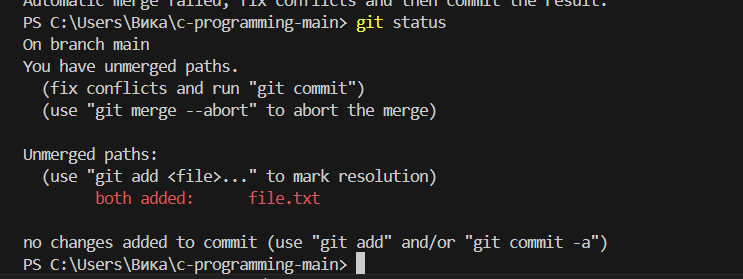 Automatic merge failed; fix conflicts and then commit the result.
PS C:\Users\Вика\c-programming-main> git status
On branch main
You have unmerged paths.
  (fix conflicts and run "git commit")
  (use "git merge --abort" to abort the merge)

Unmerged paths:
  (use "git add <file>..." to mark resolution)
        both added:      file.txt

no changes added to commit (use "git add" and/or "git commit -a")
PS C:\Users\Вика\c-programming-main>